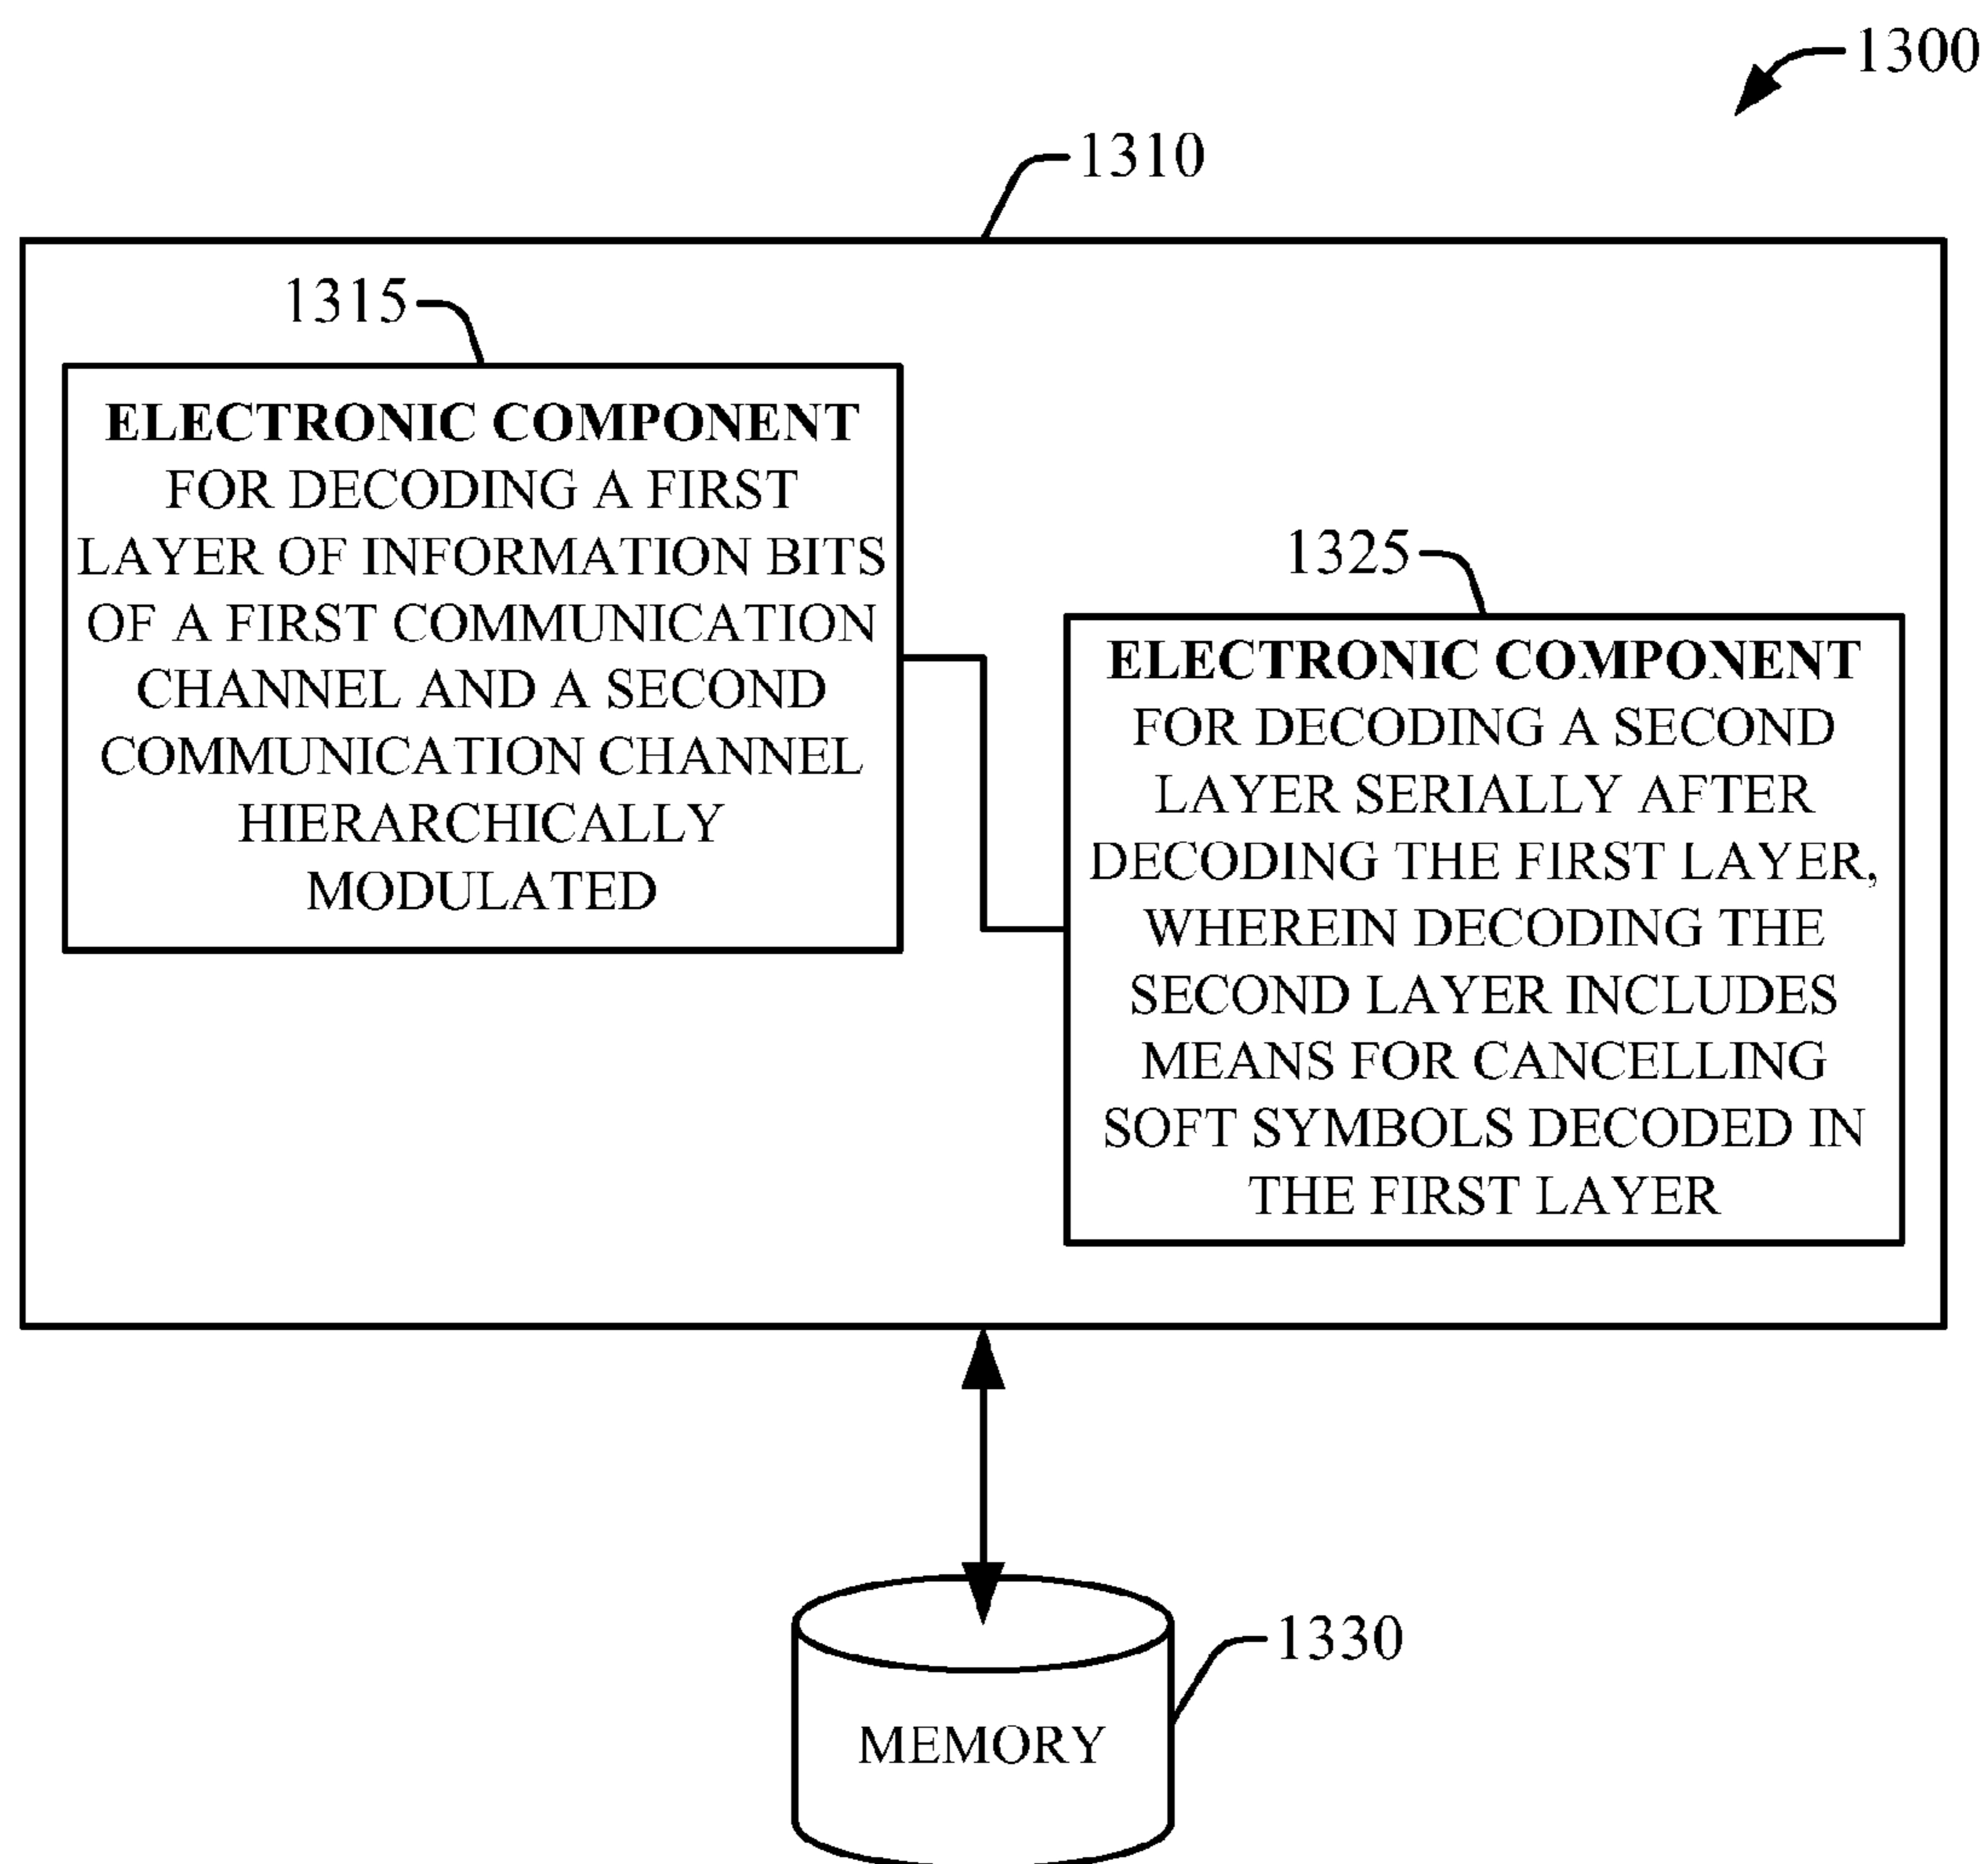 1300
1310
1315
ELECTRONIC COMPONENT
FOR DECODING A FIRST
LAYER OF INFORMATION BITS
OF A FIRST COMMUNICATION
CHANNEL AND A SECOND
COMMUNICATION CHANNEL
HIERARCHICALLY
MODULATED
1325
ELECTRONIC COMPONENT
FOR DECODING A SECOND
LAYER SERIALLY AFTER
DECODING THE FIRST LAYER,
WHEREIN DECODING THE
SECOND LAYER INCLUDES
MEANS FOR CANCELLING
SOFT SYMBOLS DECODED IN
THE FIRST LAYER
1330
MEMORY